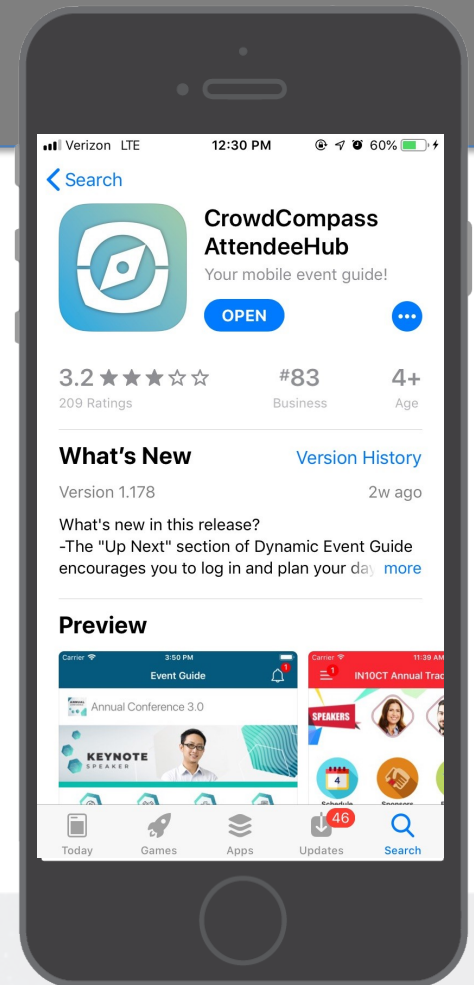 Verizon LTE 12:30 PM 60%
Search
CrowdCompass
AttendeeHub
Your mobile event guide!
OPEN
3.2 #83 4+
209 Ratings Business Age
What's New Version History
Version 1.178 2w ago
What's new in this release?
-The "Up Next" section of Dynamic Event Guide
encourages you to log in and plan your day more
Preview
Carrier 3:50 PM
Event Guide 1
Annual Conference 3.0
KEYNOTE
SPEAKER
Carrier 11:39 AM
1 IN10CT Annual Trac
SPEAKERS
4
Schedule Sponsors
46
Today Games Apps Updates Search